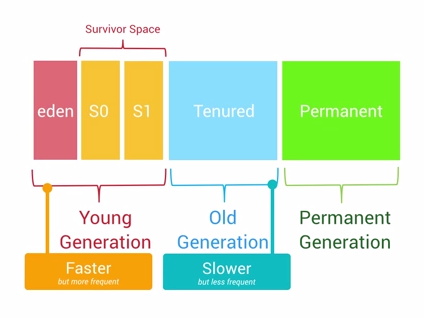 Survivor Space
eden
S0
S1
Tenured
Permanent
Young
Generation
Old
Generation
Permanent
Generation
Faster
but more frequent
Slower
but less frequent